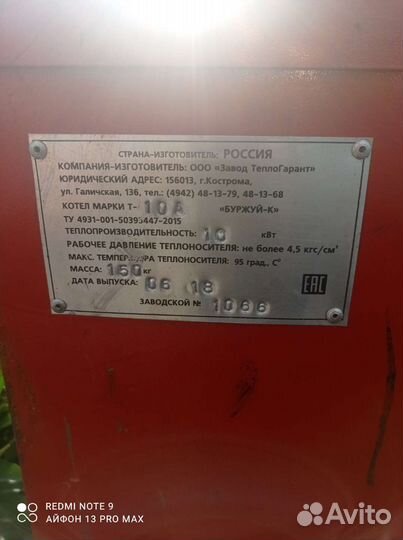 СТРАНА-ИЗГОТОВИТЕЛЬ: РОССИЯ
КОМПАНИЯ-ИЗГОТОВИТЕЛЬ: ООО «Завод ТеплоГарант»
ЮРИДИЧЕСКИЙ АДРЕС: 156013, г.Кострома,
ул. Галичская, 136, тел.: (4942) 48-13-79, 48-13-68
КОТЕЛ МАРКИ Т- 10А «БУРЖУЙ-К»
ТУ 4931-001-50395447-2015
ТЕПЛОПРОИЗВОДИТЕЛЬНОСТЬ: 10 кВт
РАБОЧЕЕ ДАВЛЕНИЕ ТЕПЛОНОСИТЕЛЯ: не более 4,5 кгс/см²
МАКС. ТЕМПЕРАТУРА ТЕПЛОНОСИТЕЛЯ: 95 град., С°
МАССА: 160 кг
ДАТА ВЫПУСКА: 06 18
ЗАВОДСКОЙ № 1066
ЕАС
REDMI NOTE 9
АЙФОН 13 PRO MAX
Avito